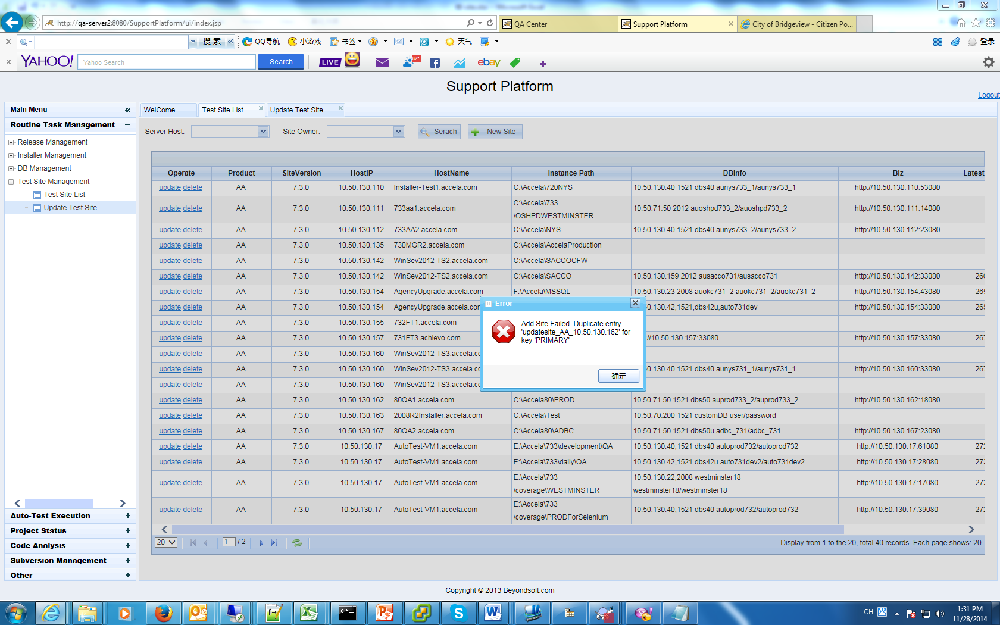 http://qa-server2:8080/SupportPlatform/ui/index.jsp
QA Center
Support Platform
City of Bridgeview - Citizen Po...
搜 索
QQ导航
小游戏
书签
天气
登录
YAHOO!
Yahoo Search
Search
LIVE
52°
ebay
Support Platform
Logout
Main Menu
WelCome
Test Site List
Update Test Site
Routine Task Management
Server Host:
Site Owner:
Serach
New Site
Release Management
Installer Management
DB Management
Test Site Management
Test Site List
Update Test Site
Operate Product SiteVersion HostIP HostName Instance Path DBInfo Biz Latest
update delete AA 7.3.0 10.50.130.110 Installer-Test1.accela.com C:\Accela\720NYS 10.50.130.40 1521 dbs40 aunys733_1/aunys733_1 http://10.50.130.110:53080
update delete AA 7.3.0 10.50.130.111 733aa1.accela.com C:\Accela\733
\OSHPDWESTMINSTER 10.50.71.50 2012 auoshpd733_2/auoshpd733_2 http://10.50.130.111:14080
update delete AA 7.3.0 10.50.130.112 733AA2.accela.com C:\Accela\NYS 10.50.130.40 1521 dbs40 aunys733_2/aunys733_2 http://10.50.130.112:23080
update delete AA 7.3.0 10.50.130.135 730MGR2.accela.com C:\Accela\AccelaProduction
update delete AA 7.3.0 10.50.130.142 WinSev2012-TS2.accela.com C:\Accela\SACCOCFW
update delete AA 7.3.0 10.50.130.142 WinSev2012-TS2.accela.com C:\Accela\SACCO 10.50.130.159 2012 ausacco731/ausacco731 http://10.50.130.142:33080 266
update delete AA 7.3.0 10.50.130.154 AgencyUpgrade.accela.com F:\Accela\MSSQL 10.50.130.23 2008 auokc731_2 auokc731_2/auokc731_2 http://10.50.130.154:43080 265
update delete AA 7.3.0 10.50.130.154 AgencyUpgrade.accela.com .130.42,1521,dbs42u,auto731dev http://10.50.130.154:33080 265
update delete AA 7.3.0 10.50.130.155 732FT1.accela.com
update delete AA 7.3.0 10.50.130.157 731FT3.achievo.com //10.50.130.157:33080 http://10.50.130.157:33080 267
update delete AA 7.3.0 10.50.130.160 WinSev2012-TS3.accela.co
update delete AA 7.3.0 10.50.130.160 WinSev2012-TS3.accela.co .130.40 1521 dbs40 aunys731_1/aunys731_1 http://10.50.130.160:33080 267
update delete AA 7.3.0 10.50.130.160 WinSev2012-TS3.accela.co
update delete AA 7.3.0 10.50.130.162 80QA1.accela.com C:\Accela80\PROD 10.50.71.50 1521 dbs50 auprod733_2/auprod733_2 http://10.50.130.162:18080
update delete AA 7.3.0 10.50.130.163 2008R2Installer.accela.com C:\Accela\Test 10.50.70.200 1521 customDB user/password
update delete AA 7.3.0 10.50.130.167 80QA2.accela.com C:\Accela80\ADBC 10.50.71.50 1521 dbs50u adbc_731/adbc_731 http://10.50.130.167:23080
update delete AA 7.3.0 10.50.130.17 AutoTest-VM1.accela.com E:\Accela\733\development\QA 10.50.130.40,1521 dbs40 autoprod732/autoprod732 http://10.50.130.17:61080 272
update delete AA 7.3.0 10.50.130.17 AutoTest-VM1.accela.com E:\Accela\733\daily\QA 10.50.130.42,1521 dbs42u auto731dev2/auto731dev2 http://10.50.130.17:28080 272
update delete AA 7.3.0 10.50.130.17 AutoTest-VM1.accela.com E:\Accela\733
\coverage\WESTMINSTER 10.50.130.22,2008 westminster18
westminster18/westminster18 http://10.50.130.17:17080 272
update delete AA 7.3.0 10.50.130.17 AutoTest-VM1.accela.com E:\Accela\733
\coverage\PRODForSelenium 10.50.130.40,1521 dbs40 autoprod732/autoprod732 http://10.50.130.17:39080 272
Error
Add Site Failed. Duplicate entry
'updatesite_AA_10.50.130.162' for
key 'PRIMARY'
确定
20
1 / 2
Display from 1 to the 20, total 40 records. Each page shows: 20
Auto-Test Execution
Project Status
Code Analysis
Subversion Management
Other
Copyright © 2013 Beyondsoft.com
CH
1:31 PM
11/28/2014